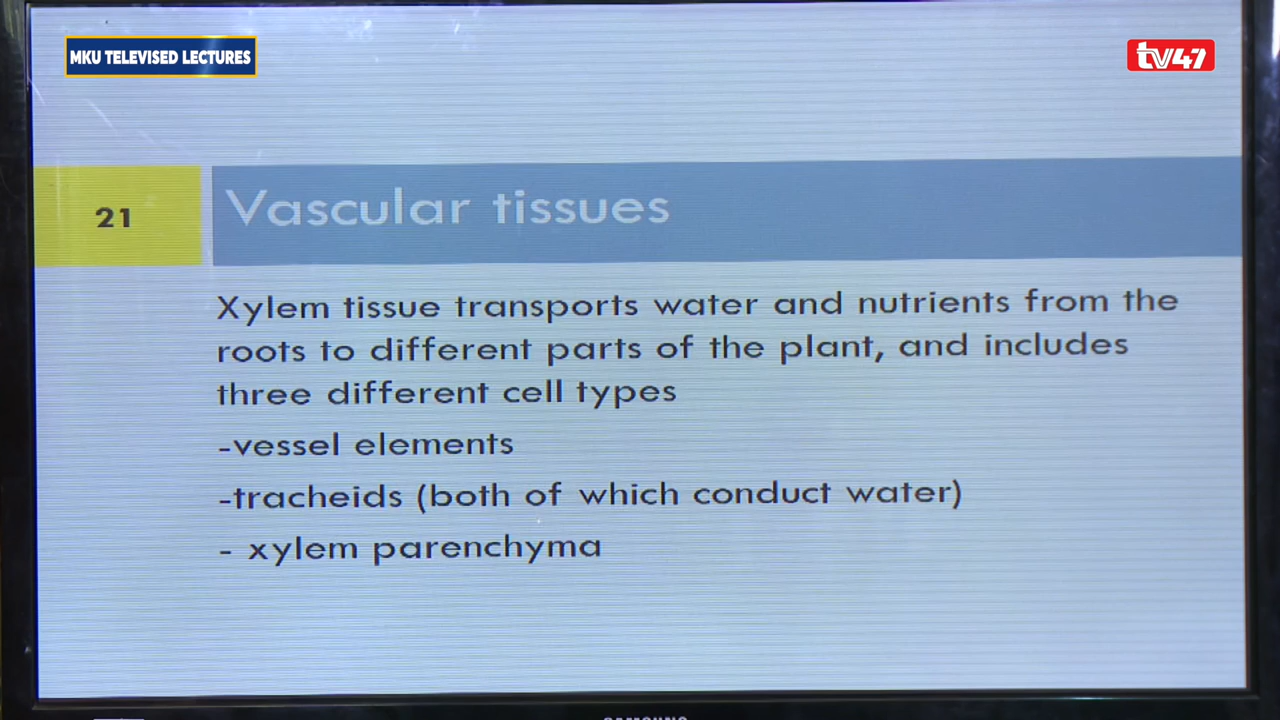 MKU TELEVISED LECTURES
tv47
21
Vascular tissues
Xylem tissue transports water and nutrients from the
roots to different parts of the plant, and includes
three different cell types
-vessel elements
-tracheids (both of which conduct water)
- xylem parenchyma
SAMSUNG